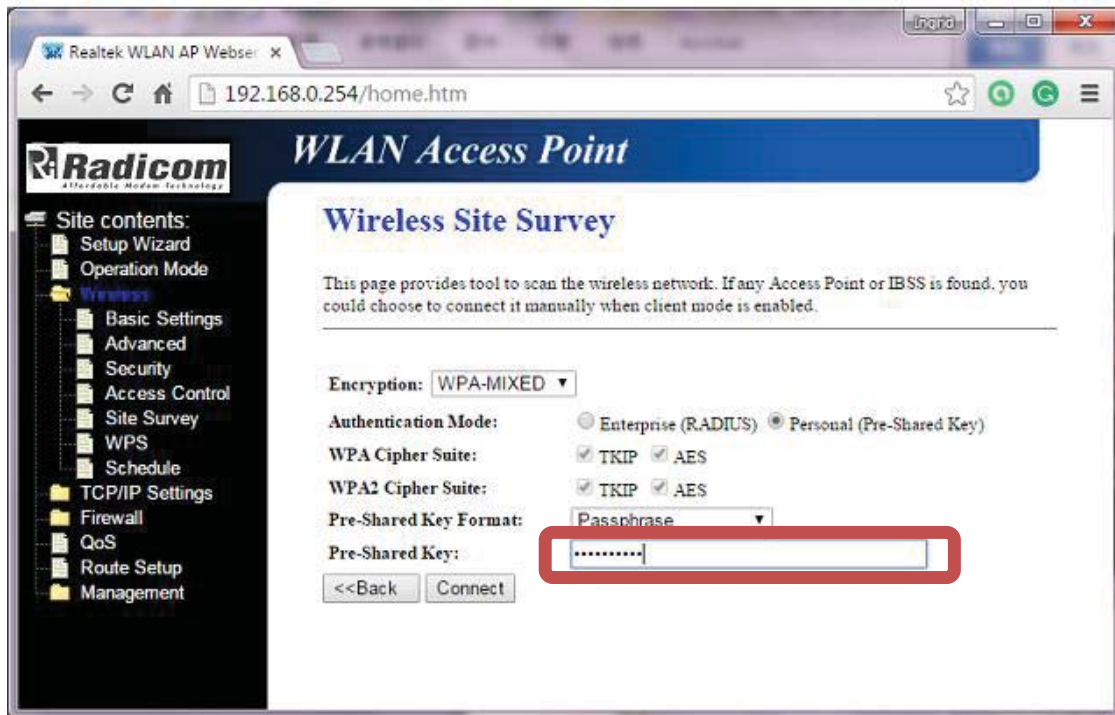 Ingrid
Realtek WLAN AP Webser
192.168.0.254/home.htm
Radicom
Affordable Modem Technology
WLAN Access Point
Site contents:
Setup Wizard
Operation Mode
Wireless
Basic Settings
Advanced
Security
Access Control
Site Survey
WPS
Schedule
TCP/IP Settings
Firewall
QoS
Route Setup
Management
Wireless Site Survey
This page provides tool to scan the wireless network. If any Access Point or IBSS is found, you
could choose to connect it manually when client mode is enabled.
Encryption: WPA-MIXED
Authentication Mode: Enterprise (RADIUS) Personal (Pre-Shared Key)
WPA Cipher Suite: TKIP AES
WPA2 Cipher Suite: TKIP AES
Pre-Shared Key Format: Passphrase
Pre-Shared Key: ••••••••••
<<Back Connect